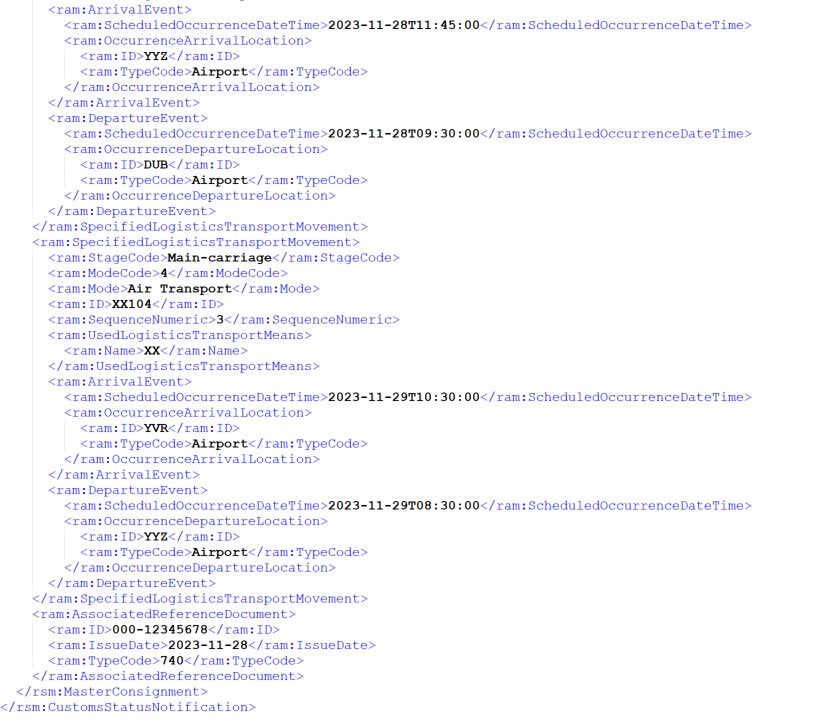 <ram:ArrivalEvent>
<ram:ScheduledOccurrenceDateTime>2023-11-28T11:45:00</ram:ScheduledOccurrenceDateTime>
<ram:OccurrenceArrivalLocation>
<ram:ID>YYZ</ram:ID>
<ram:TypeCode>Airport</ram:TypeCode>
</ram:OccurrenceArrivalLocation>
</ram:ArrivalEvent>
<ram:DepartureEvent>
<ram:ScheduledOccurrenceDateTime>2023-11-28T09:30:00</ram:ScheduledOccurrenceDateTime>
<ram:OccurrenceDepartureLocation>
<ram:ID>DUB</ram:ID>
<ram:TypeCode>Airport</ram:TypeCode>
</ram:OccurrenceDepartureLocation>
</ram:DepartureEvent>
</ram:SpecifiedLogisticsTransportMovement>
<ram:SpecifiedLogisticsTransportMovement>
<ram:StageCode>Main-carriage</ram:StageCode>
<ram:ModeCode>4</ram:ModeCode>
<ram:Mode>Air Transport</ram:Mode>
<ram:ID>XX104</ram:ID>
<ram:SequenceNumeric>3</ram:SequenceNumeric>
<ram:UsedLogisticsTransportMeans>
<ram:Name>XX</ram:Name>
</ram:UsedLogisticsTransportMeans>
<ram:ArrivalEvent>
<ram:ScheduledOccurrenceDateTime>2023-11-29T10:30:00</ram:ScheduledOccurrenceDateTime>
<ram:OccurrenceArrivalLocation>
<ram:ID>YVR</ram:ID>
<ram:TypeCode>Airport</ram:TypeCode>
</ram:OccurrenceArrivalLocation>
</ram:ArrivalEvent>
<ram:DepartureEvent>
<ram:ScheduledOccurrenceDateTime>2023-11-29T08:30:00</ram:ScheduledOccurrenceDateTime>
<ram:OccurrenceDepartureLocation>
<ram:ID>YYZ</ram:ID>
<ram:TypeCode>Airport</ram:TypeCode>
</ram:OccurrenceDepartureLocation>
</ram:DepartureEvent>
</ram:SpecifiedLogisticsTransportMovement>
<ram:AssociatedReferenceDocument>
<ram:ID>000-12345678</ram:ID>
<ram:IssueDate>2023-11-28</ram:IssueDate>
<ram:TypeCode>740</ram:TypeCode>
</ram:AssociatedReferenceDocument>
</rsm:MasterConsignment>
</rsm:CustomsStatusNotification>